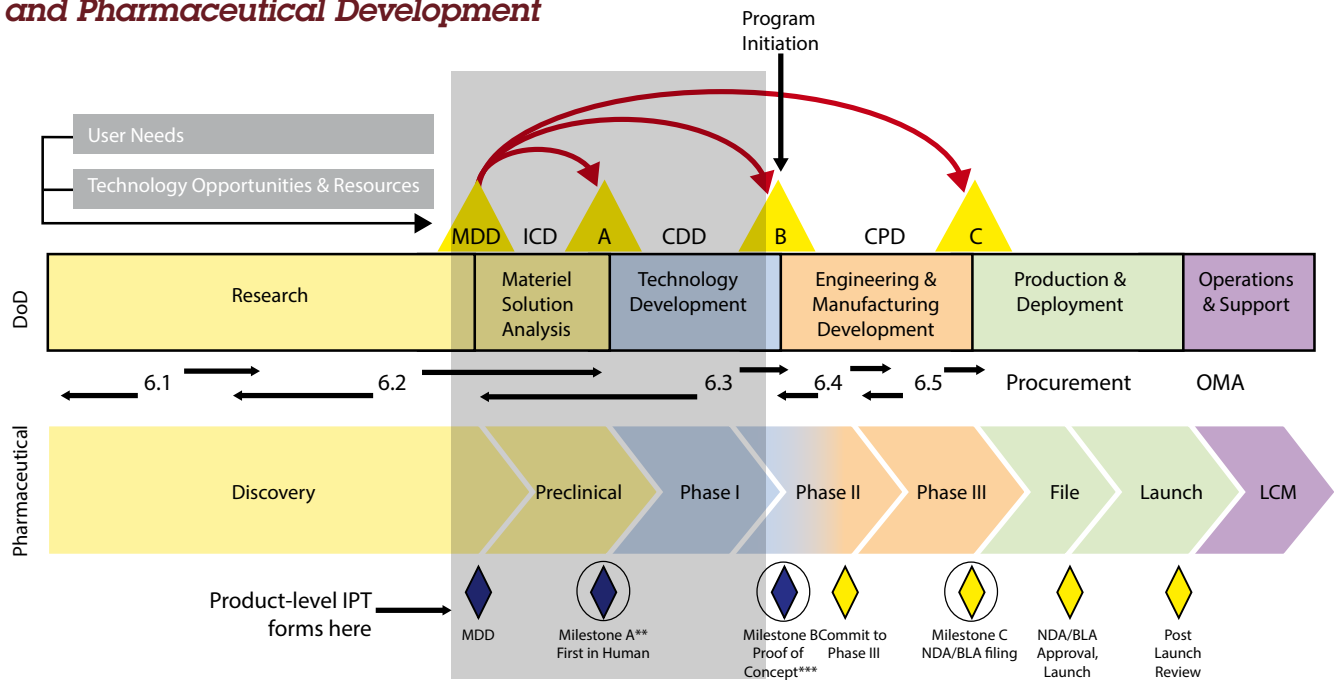 and Pharmaceutical Development
Program
Initiation
User Needs
Technology Opportunities & Resources
MDD
ICD
A
CDD
B
CPD
C
DoD
Research
Materiel
Solution
Analysis
Technology
Development
Engineering &
Manufacturing
Development
Production &
Deployment
Operations
& Support
6.1
6.2
6.3
6.4
6.5
Procurement
OMA
Pharmaceutical
Discovery
Preclinical
Phase I
Phase II
Phase III
File
Launch
LCM
Product-level IPT
forms here
MDD
Milestone A**
First in Human
Milestone B
Proof of
Concept***
Commit to
Phase III
Milestone C
NDA/BLA filing
NDA/BLA
Approval,
Launch
Post
Launch
Review